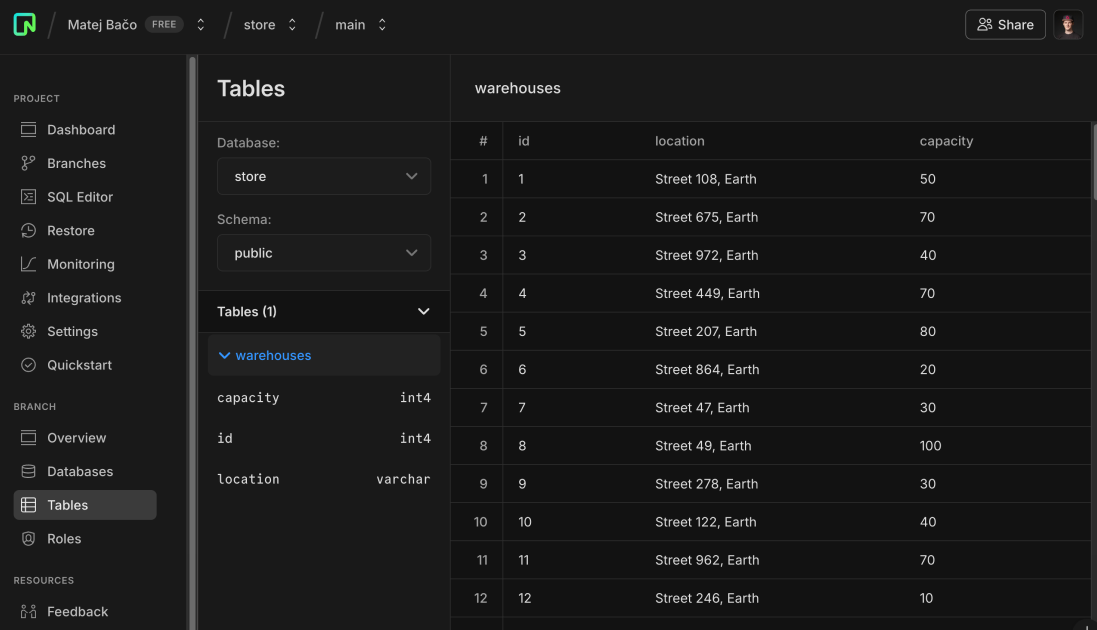 Matej Bačo FREE store main Share
PROJECT
Dashboard
Branches
SQL Editor
Restore
Monitoring
Integrations
Settings
Quickstart
BRANCH
Overview
Databases
Tables
Roles
RESOURCES
Feedback
Tables
Database:
store
Schema:
public
Tables (1)
warehouses
capacity int4
id int4
location varchar
warehouses
# id location capacity
1 1 Street 108, Earth 50
2 2 Street 675, Earth 70
3 3 Street 972, Earth 40
4 4 Street 449, Earth 70
5 5 Street 207, Earth 80
6 6 Street 864, Earth 20
7 7 Street 47, Earth 30
8 8 Street 49, Earth 100
9 9 Street 278, Earth 30
10 10 Street 122, Earth 40
11 11 Street 962, Earth 70
12 12 Street 246, Earth 10